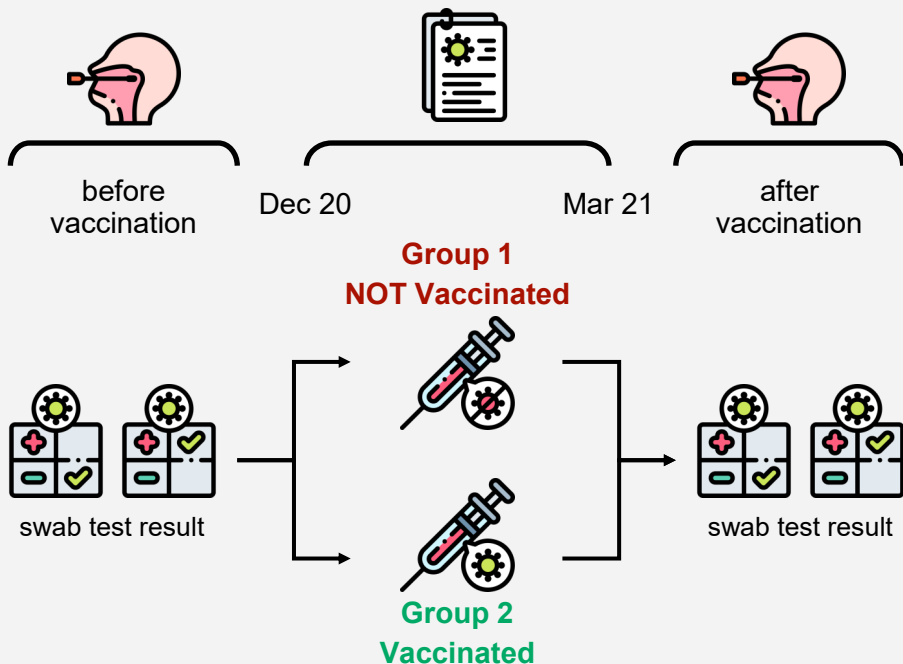 before
vaccination
Dec 20
Mar 21
after
vaccination
Group 1
NOT Vaccinated
swab test result
swab test result
Group 2
Vaccinated